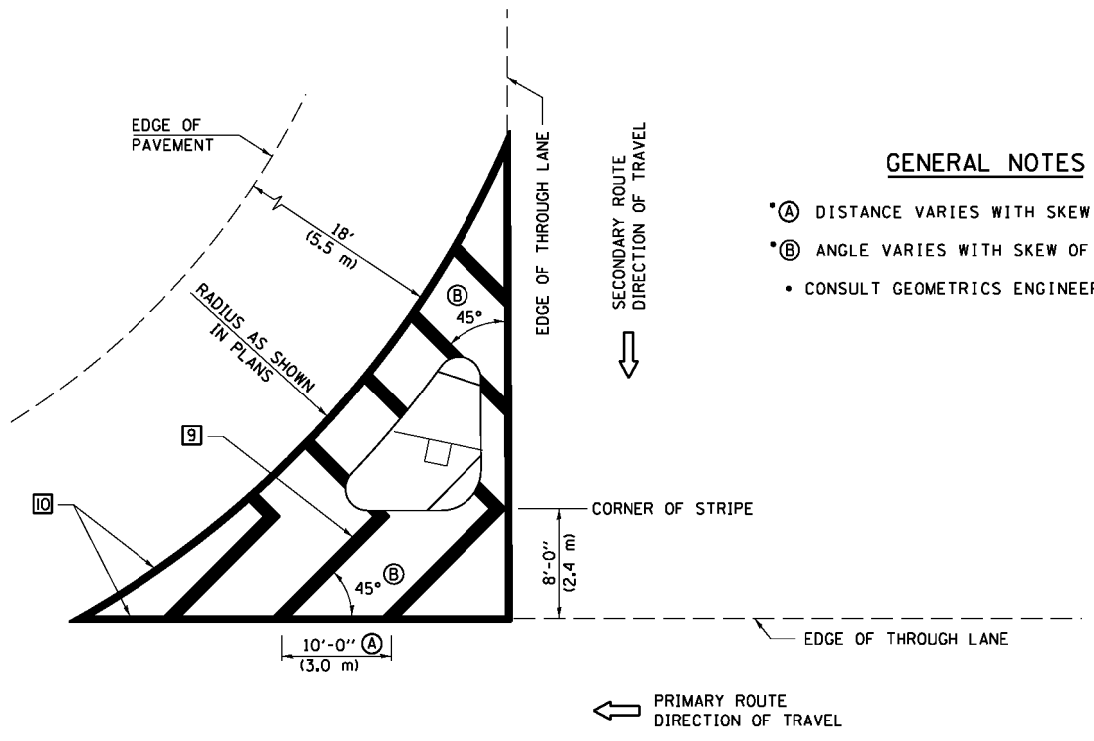 EDGE OF
PAVEMENT
18'
(5.5 m)
RADIUS AS SHOWN
IN PLANS
9
10
EDGE OF THROUGH LANE
SECONDARY ROUTE
DIRECTION OF TRAVEL
GENERAL NOTES
*Ⓐ DISTANCE VARIES WITH SKEW
*Ⓑ ANGLE VARIES WITH SKEW OF
• CONSULT GEOMETRICS ENGINEER
Ⓑ
45°
45° Ⓑ
CORNER OF STRIPE
8'-0"
(2.4 m)
10'-0" Ⓐ
(3.0 m)
EDGE OF THROUGH LANE
PRIMARY ROUTE
DIRECTION OF TRAVEL